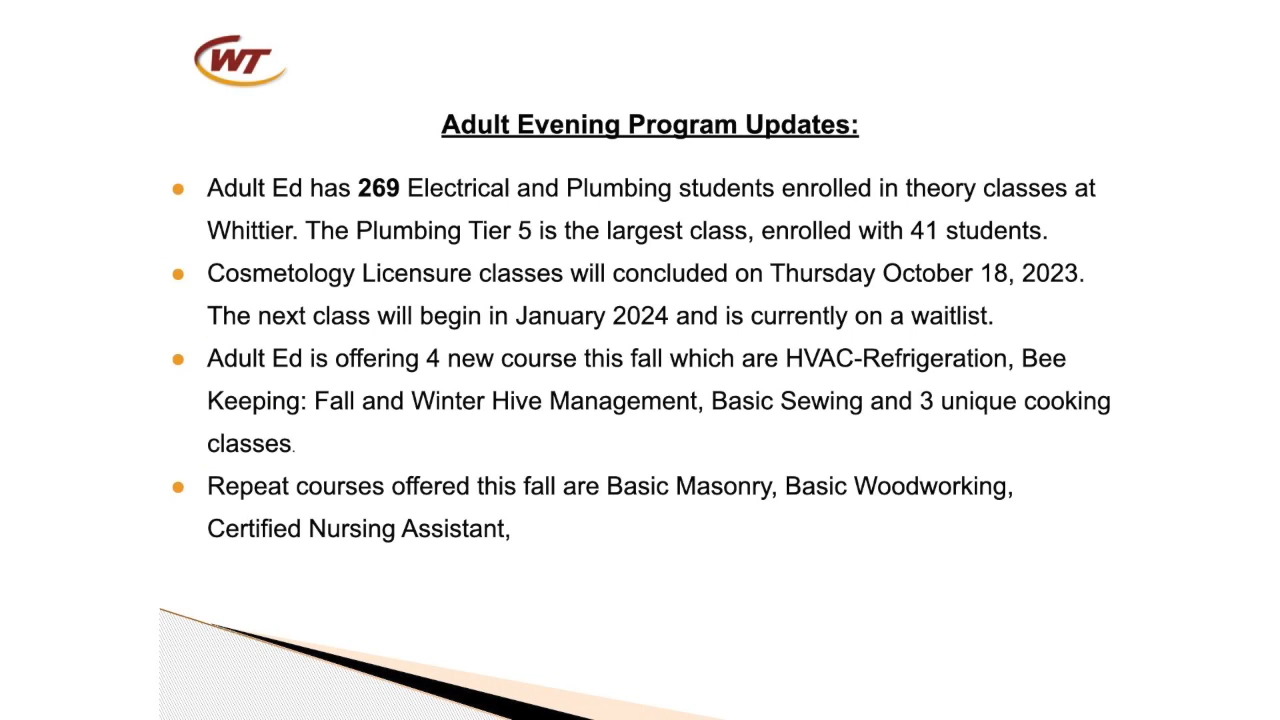 WT
Adult Evening Program Updates:
● Adult Ed has 269 Electrical and Plumbing students enrolled in theory classes at
Whittier. The Plumbing Tier 5 is the largest class, enrolled with 41 students.
● Cosmetology Licensure classes will concluded on Thursday October 18, 2023.
The next class will begin in January 2024 and is currently on a waitlist.
● Adult Ed is offering 4 new course this fall which are HVAC-Refrigeration, Bee
Keeping: Fall and Winter Hive Management, Basic Sewing and 3 unique cooking
classes.
● Repeat courses offered this fall are Basic Masonry, Basic Woodworking,
Certified Nursing Assistant,